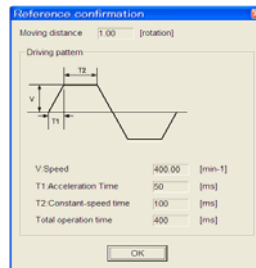 Reference confirmation
Moving distance 1.00 [rotation]
Driving pattern
T2
V
T1
V:Speed 400.00 [min-1]
T1:Acceleration Time 50 [ms]
T2:Constant-speed time 100 [ms]
Total operation time 400 [ms]
OK